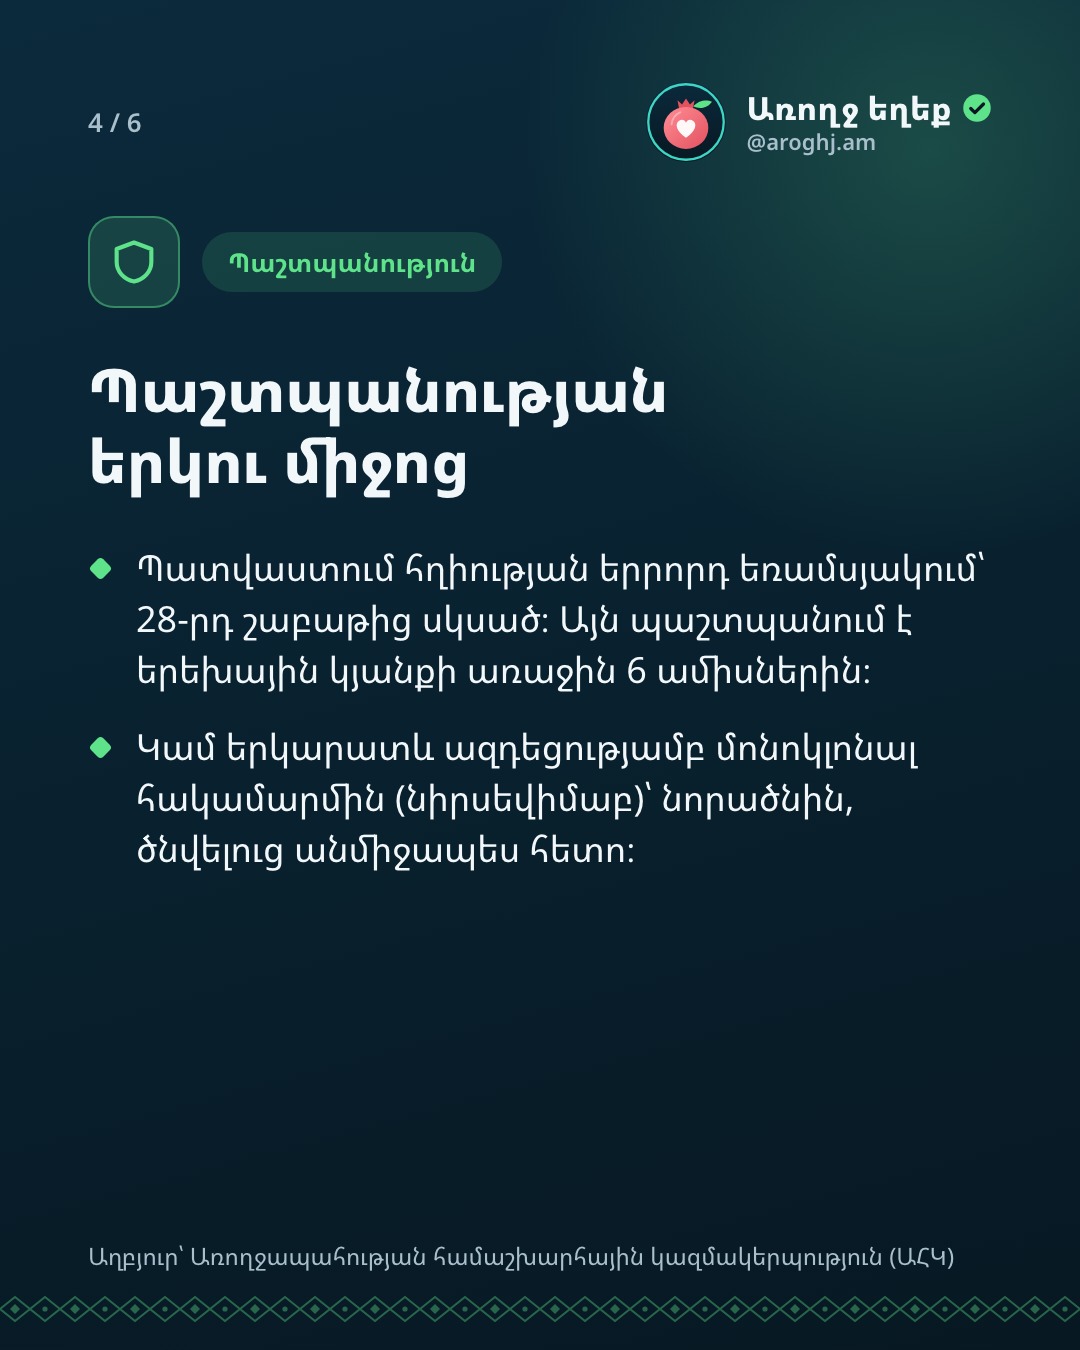 4 / 6
Առողջ եղեք
@aroghj.am
Պաշտպանություն
Պաշտպանության
երկու միջոց
Պատվաստում հղիության երրորդ եռամսյակում՝
28-րդ շաբաթից սկսած: Այն պաշտպանում է
երեխային կյանքի առաջին 6 ամիսներին:
Կամ երկարատև ազդեցությամբ մոնոկլոնալ
հակամարմին (նիրսեվիմաբ)՝ նորածնին,
ծնվելուց անմիջապես հետո:
Աղբյուր՝ Առողջապահության համաշխարհային կազմակերպություն (ԱՀԿ)